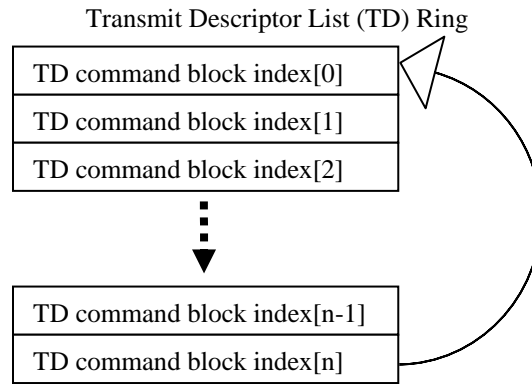 Transmit Descriptor List (TD) Ring
TD command block index[0]
TD command block index[1]
TD command block index[2]
TD command block index[n-1]
TD command block index[n]